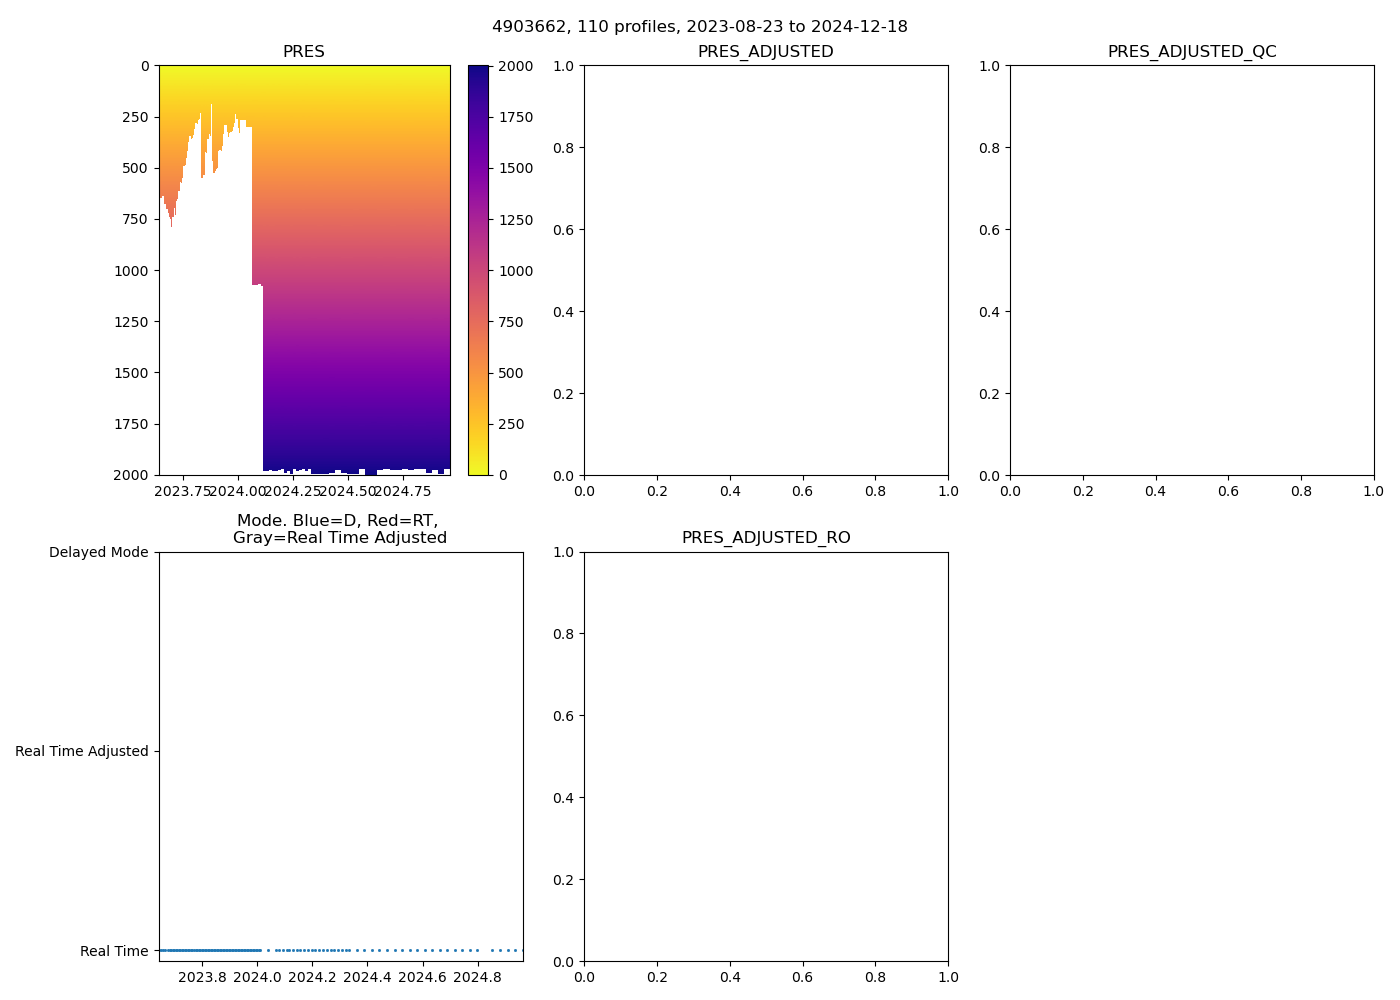 4903662, 110 profiles, 2023-08-23 to 2024-12-18
PRES
0
250
500
750
1000
1250
1500
1750
2000
2023.75 2024.00 2024.25 2024.50 2024.75
2000
1750
1500
1250
1000
750
500
250
0
PRES_ADJUSTED
1.0
0.8
0.6
0.4
0.2
0.0
0.0 0.2 0.4 0.6 0.8 1.0
PRES_ADJUSTED_QC
1.0
0.8
0.6
0.4
0.2
0.0
0.0 0.2 0.4 0.6 0.8 1.0
Mode. Blue=D, Red=RT,
Gray=Real Time Adjusted
Delayed Mode
Real Time Adjusted
Real Time
2023.8 2024.0 2024.2 2024.4 2024.6 2024.8
PRES_ADJUSTED_RO
1.0
0.8
0.6
0.4
0.2
0.0
0.0 0.2 0.4 0.6 0.8 1.0